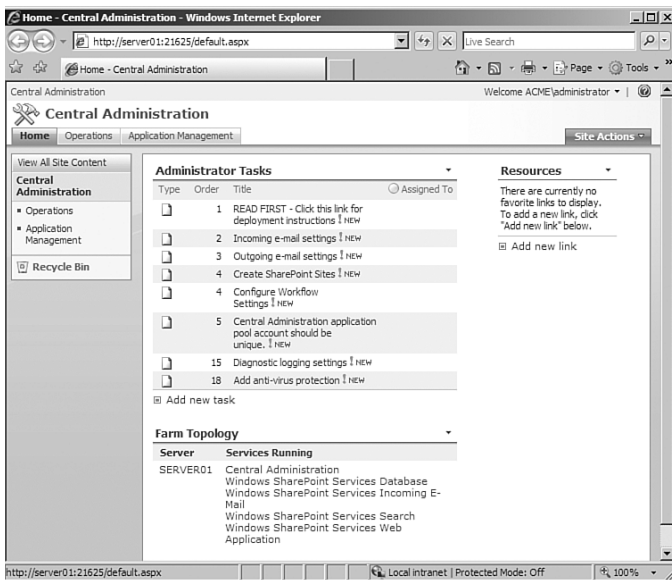 Home - Central Administration - Windows Internet Explorer
http://server01:21625/default.aspx
Live Search
Home - Central Administration
Page
Tools
Central Administration
Welcome ACME\administrator
Central Administration
Home
Operations
Application Management
Site Actions
View All Site Content
Central
Administration
Operations
Application
Management
Recycle Bin
Administrator Tasks
Type Order Title Assigned To
1 READ FIRST - Click this link for
deployment instructions ! NEW
2 Incoming e-mail settings ! NEW
3 Outgoing e-mail settings ! NEW
4 Create SharePoint Sites ! NEW
4 Configure Workflow
Settings ! NEW
5 Central Administration application
pool account should be
unique. ! NEW
15 Diagnostic logging settings ! NEW
18 Add anti-virus protection ! NEW
Add new task
Farm Topology
Server Services Running
SERVER01 Central Administration
Windows SharePoint Services Database
Windows SharePoint Services Incoming E-
Mail
Windows SharePoint Services Search
Windows SharePoint Services Web
Application
Resources
There are currently no
favorite links to display.
To add a new link, click
"Add new link" below.
Add new link
http://server01:21625/default.aspx
Local intranet | Protected Mode: Off
100%